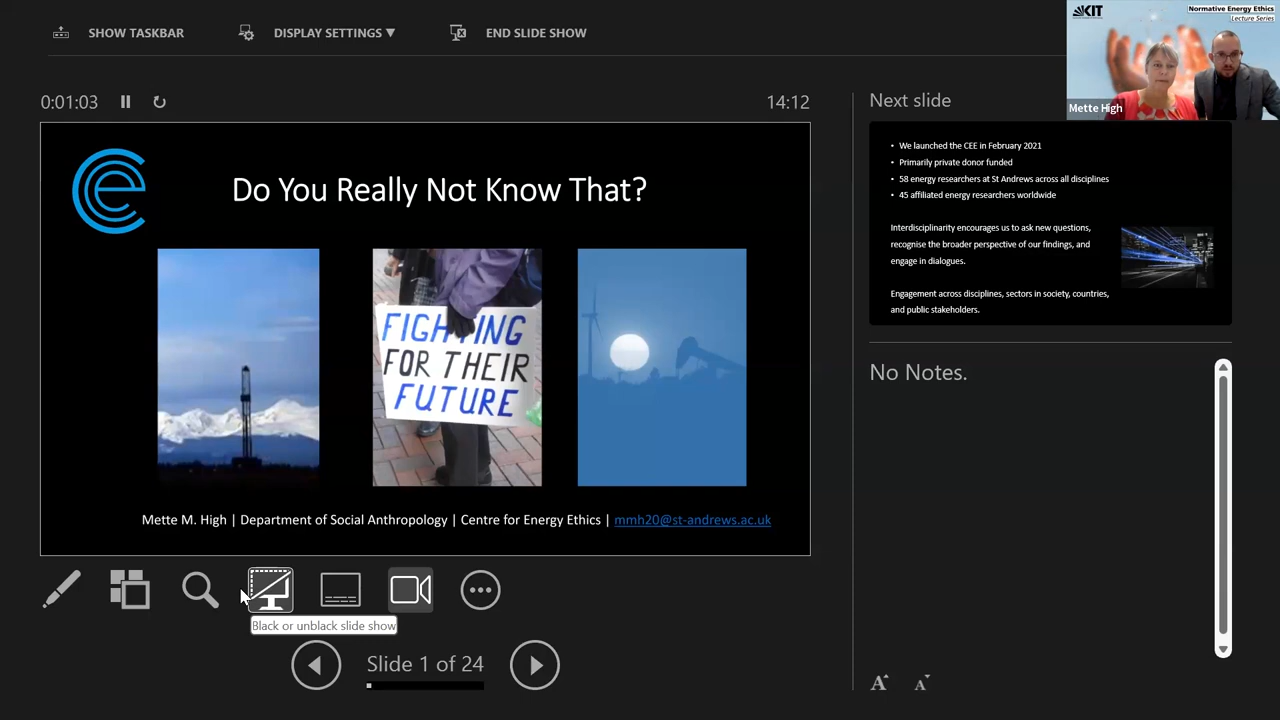 SHOW TASKBAR
DISPLAY SETTINGS ▼
END SLIDE SHOW
KIT
Normative Energy Ethics
Lecture Series
Mette High
0:01:03
14:12
Do You Really Not Know That?
FIGHTING
FOR THEIR
FUTURE
Mette M. High | Department of Social Anthropology | Centre for Energy Ethics | mmh20@st-andrews.ac.uk
Black or unblack slide show
Slide 1 of 24
Next slide
• We launched the CEE in February 2021
• Primarily private donor funded
• 58 energy researchers at St Andrews across all disciplines
• 45 affiliated energy researchers worldwide
Interdisciplinarity encourages us to ask new questions,
recognise the broader perspective of our findings, and
engage in dialogues.
Engagement across disciplines, sectors in society, countries,
and public stakeholders.
No Notes.
A A